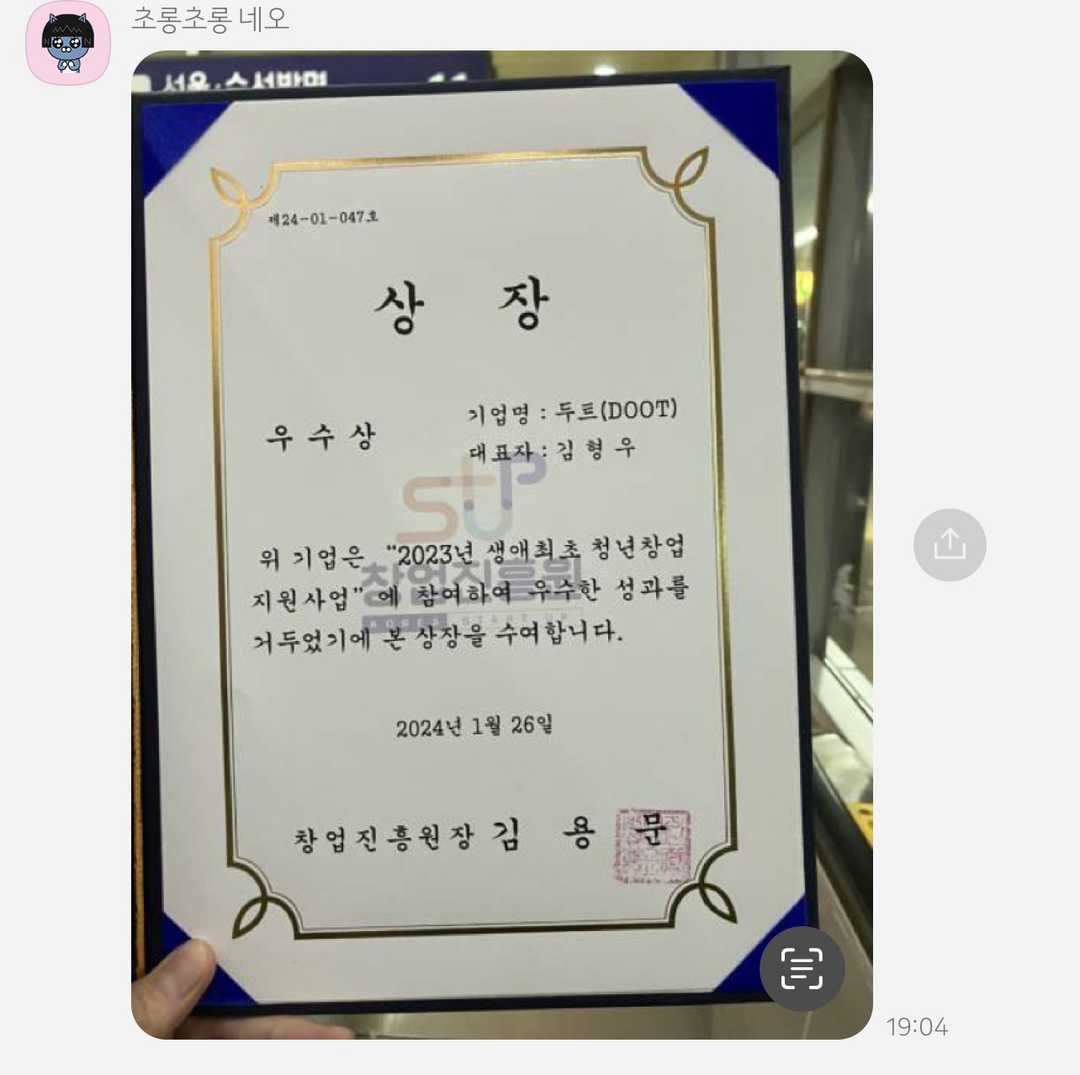 초롱초롱 네오
제24-01-047호
상 장
우 수 상
기업명 : 두트(DOOT)
대표자 : 김 형 우
stp
창업진흥원
위 기업은 "2023년 생애최초 청년창업
지원사업" 에 참여하여 우수한 성과를
거두었기에 본 상장을 수여합니다.
2024년 1월 26일
창업진흥원장 김 용 문
19:04